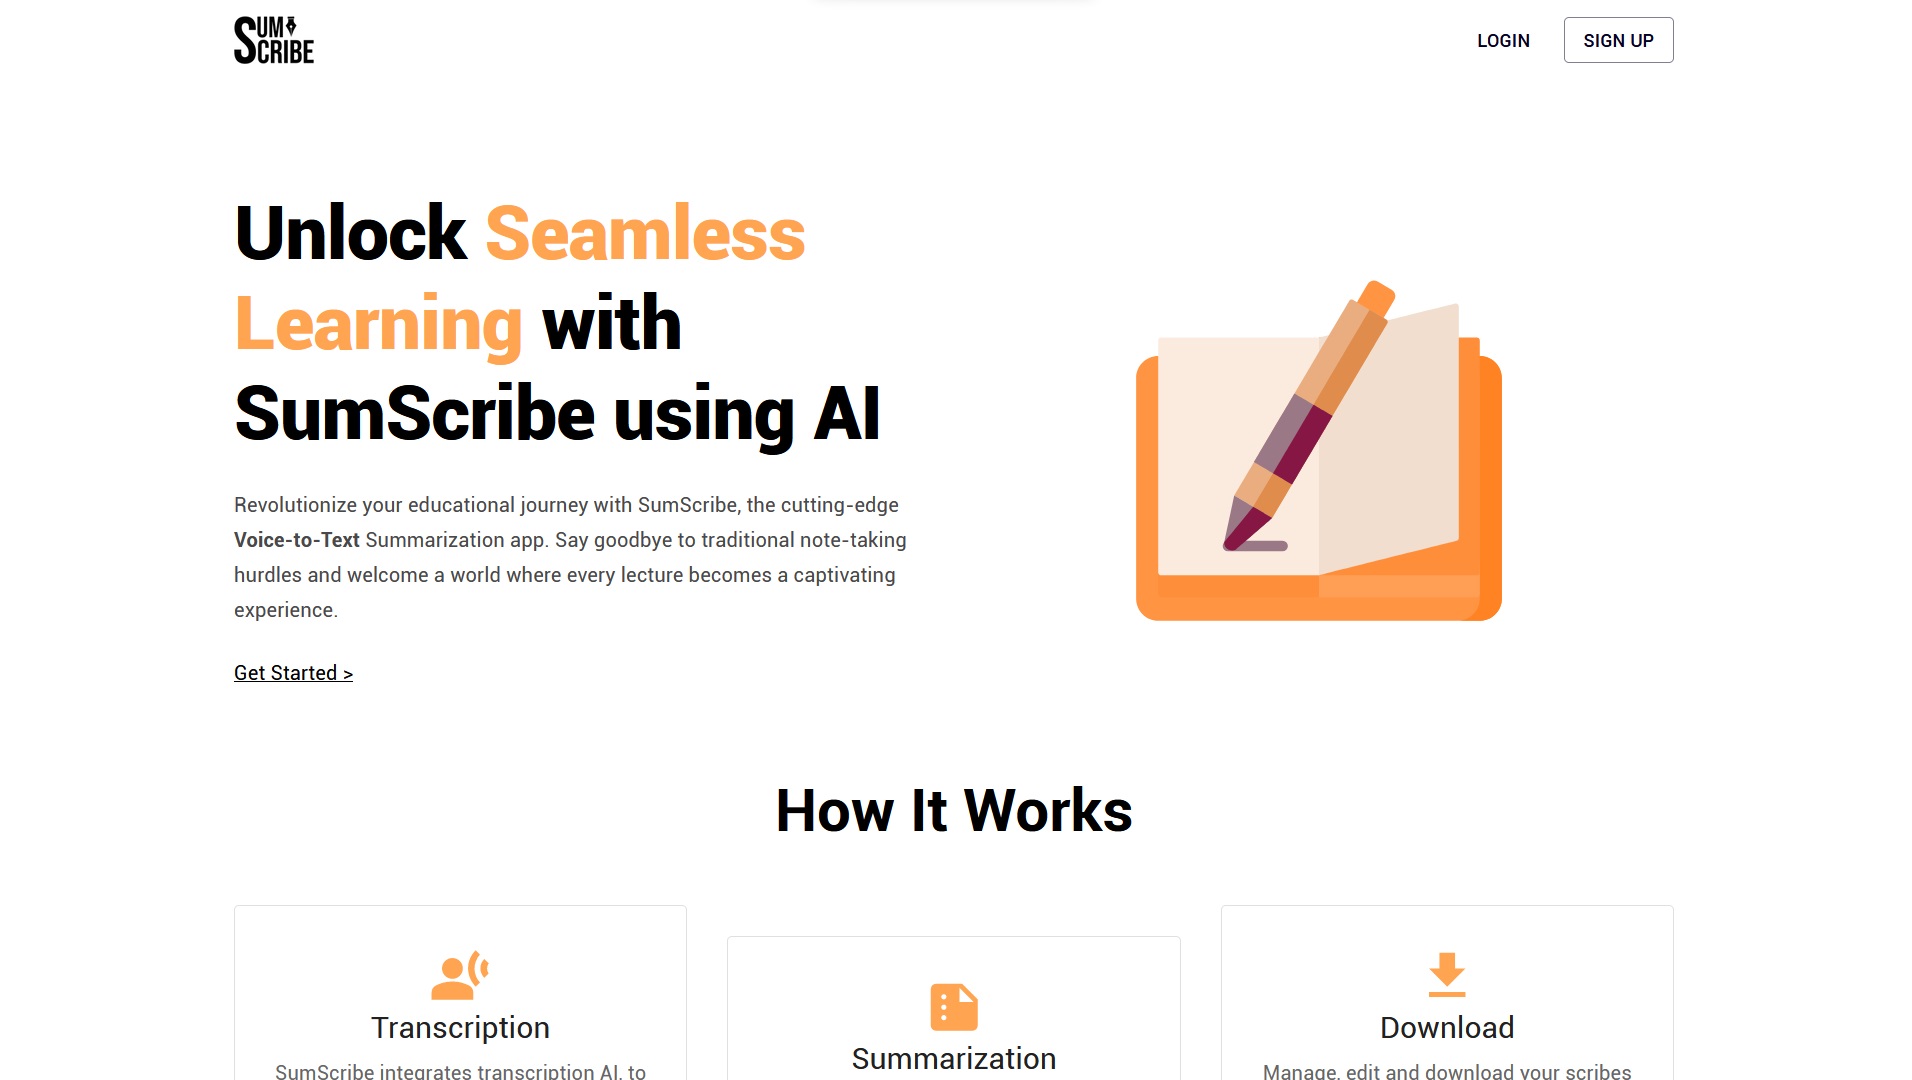 SUM
SCRIBE
LOGIN
SIGN UP
Unlock Seamless
Learning with
SumScribe using AI
Revolutionize your educational journey with SumScribe, the cutting-edge
Voice-to-Text Summarization app. Say goodbye to traditional note-taking
hurdles and welcome a world where every lecture becomes a captivating
experience.
Get Started >
How It Works
Transcription
SumScribe integrates transcription AI, to
Summarization
Download
Manage, edit and download your scribes